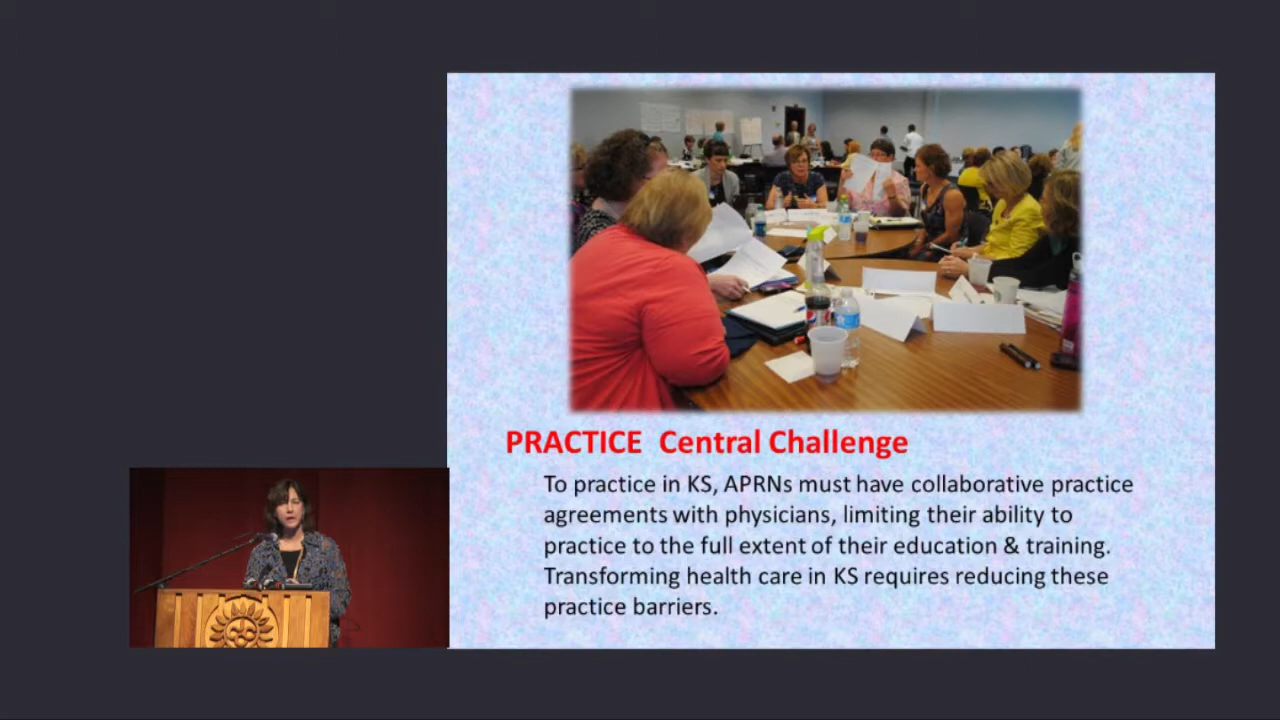 PRACTICE Central Challenge
To practice in KS, APRNs must have collaborative practice
agreements with physicians, limiting their ability to
practice to the full extent of their education & training.
Transforming health care in KS requires reducing these
practice barriers.